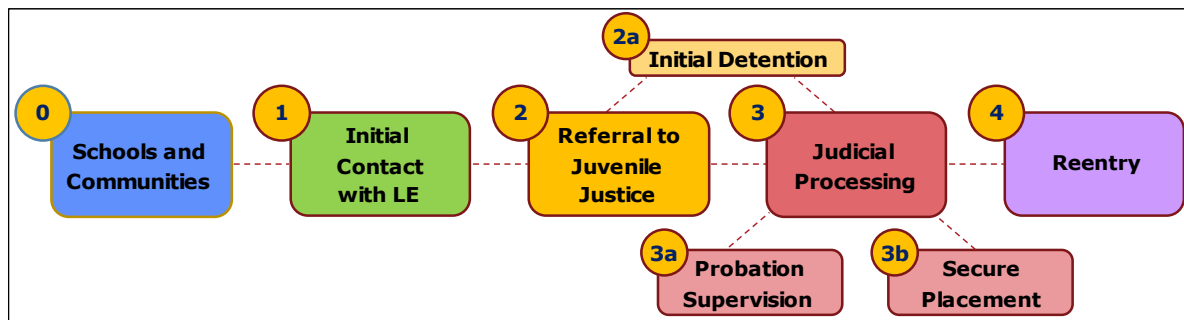 2a
Initial Detention
0
Schools and
Communities
1
Initial
Contact
with LE
2
Referral to
Juvenile
Justice
3
Judicial
Processing
4
Reentry
3a
Probation
Supervision
3b
Secure
Placement